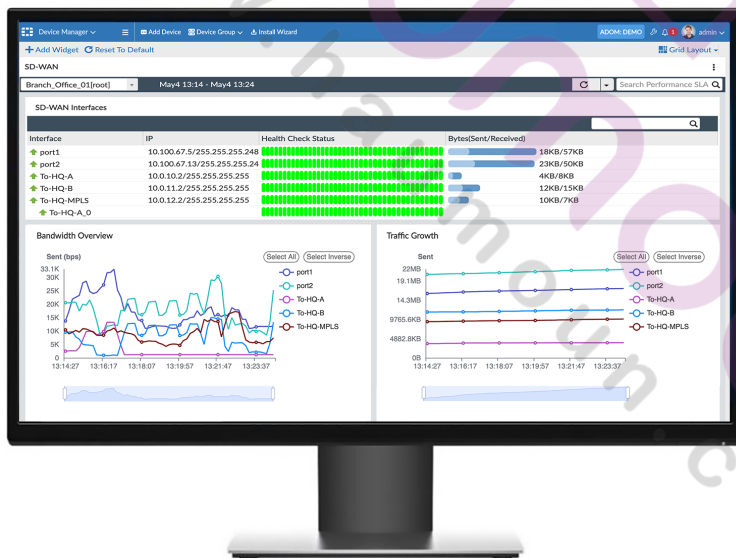 Device Manager Add Device Device Group Install Wizard ADOM: DEMO 1 admin
Add Widget Reset To Default Grid Layout
SD-WAN
Branch_Office_01[root] May4 13:14 - May4 13:24 Search Performance SLA
SD-WAN Interfaces
Interface IP Health Check Status Bytes(Sent/Received)
port1 10.100.67.5/255.255.255.248 18KB/57KB
port2 10.100.67.13/255.255.255.24 23KB/50KB
To-HQ-A 10.0.10.2/255.255.255.255 4KB/8KB
To-HQ-B 10.0.11.2/255.255.255.255 12KB/15KB
To-HQ-MPLS 10.0.12.2/255.255.255.255 10KB/7KB
To-HQ-A_0
Bandwidth Overview
Sent (bps) Select All Select Inverse
33.1K
30K
25K
20K
15K
10K
5K
0
port1
port2
To-HQ-A
To-HQ-B
To-HQ-MPLS
13:14:27 13:16:17 13:18:07 13:19:57 13:21:47 13:23:37
Traffic Growth
Sent Select All Select Inverse
22MB
19.1MB
14.3MB
9765.6KB
4882.8KB
0B
port1
port2
To-HQ-A
To-HQ-B
To-HQ-MPLS
13:14:27 13:16:17 13:18:07 13:19:57 13:21:47 13:23:37